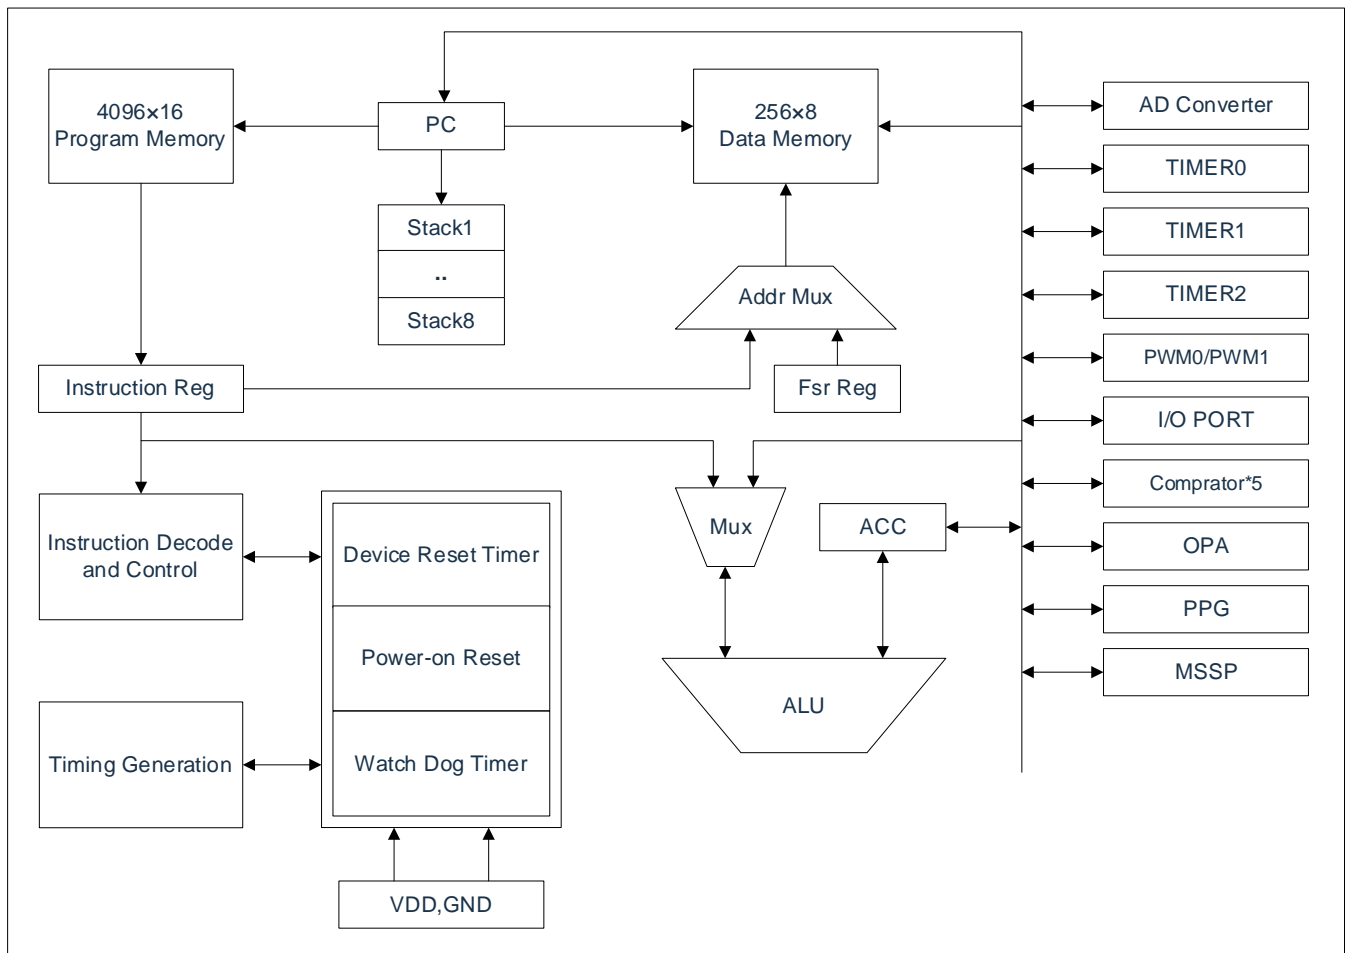 4096×16
Program Memory
PC
256×8
Data Memory
AD Converter
TIMER0
TIMER1
TIMER2
PWM0/PWM1
I/O PORT
Comprator*5
OPA
PPG
MSSP
Stack1
..
Stack8
Addr Mux
Instruction Reg
Fsr Reg
Instruction Decode
and Control
Device Reset Timer
Power-on Reset
Watch Dog Timer
Mux
ACC
ALU
Timing Generation
VDD,GND